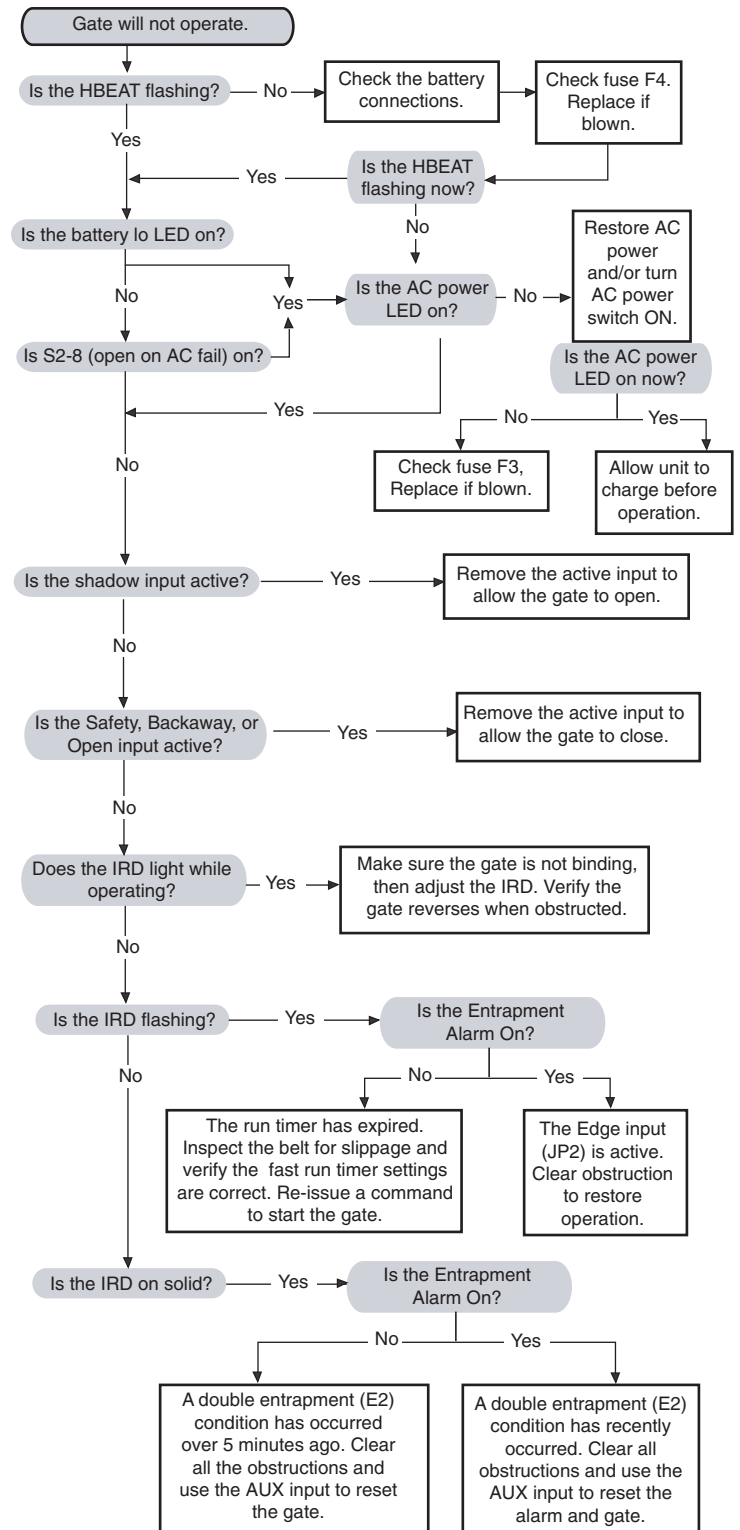 Gate will not operate.
Is the HBEAT flashing?
No
Check the battery
connections.
Check fuse F4.
Replace if
blown.
Yes
Is the HBEAT
flashing now?
Yes
No
Is the battery lo LED on?
Restore AC
power
and/or turn
AC power
switch ON.
No
Yes
Is the AC power
LED on?
No
Is S2-8 (open on AC fail) on?
Is the AC power
LED on now?
Yes
No
Yes
No
Check fuse F3,
Replace if blown.
Allow unit to
charge before
operation.
Is the shadow input active?
Yes
Remove the active input to
allow the gate to open.
No
Is the Safety, Backaway, or
Open input active?
Yes
Remove the active input to
allow the gate to close.
No
Does the IRD light while
operating?
Yes
Make sure the gate is not binding,
then adjust the IRD. Verify the
gate reverses when obstructed.
No
Is the IRD flashing?
Yes
Is the Entrapment
Alarm On?
No
No
Yes
The run timer has expired.
Inspect the belt for slippage and
verify the fast run timer settings
are correct. Re-issue a command
to start the gate.
The Edge input
(JP2) is active.
Clear obstruction
to restore
operation.
Is the IRD on solid?
Yes
Is the Entrapment
Alarm On?
No
Yes
A double entrapment (E2)
condition has occurred
over 5 minutes ago. Clear
all the obstructions and
use the AUX input to reset
the gate.
A double entrapment (E2)
condition has recently
occurred. Clear all
obstructions and use the
AUX input to reset the
alarm and gate.